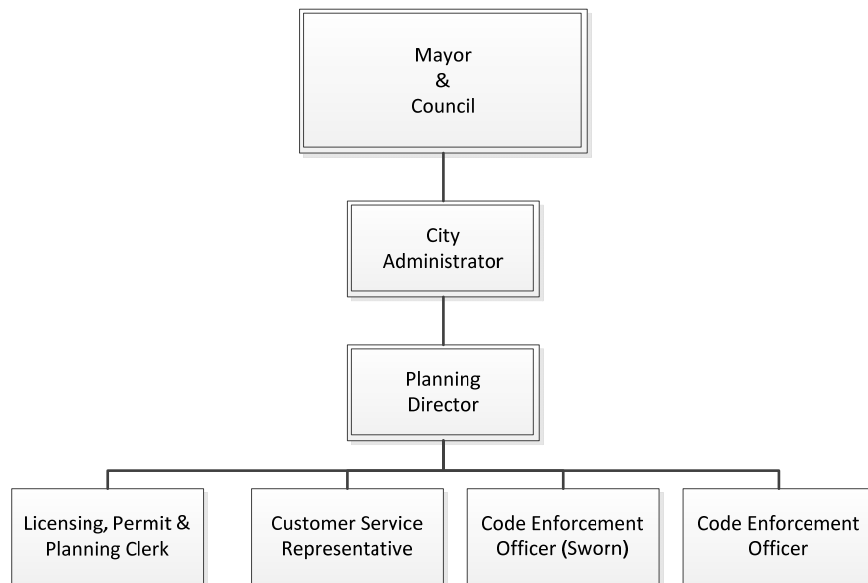 Mayor
&
Council
City
Administrator
Planning
Director
Licensing, Permit &
Planning Clerk
Customer Service
Representative
Code Enforcement
Officer (Sworn)
Code Enforcement
Officer